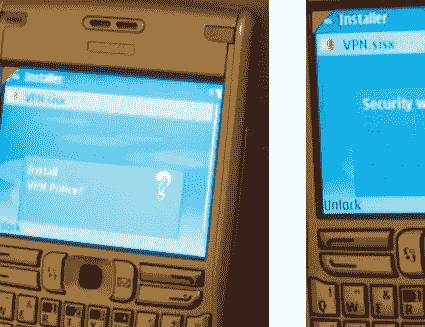 Installer
VPN.sisx
Install
VPN Policy?
Installer
VPN.sisx
Security w
Unlock
Q
W
E
R